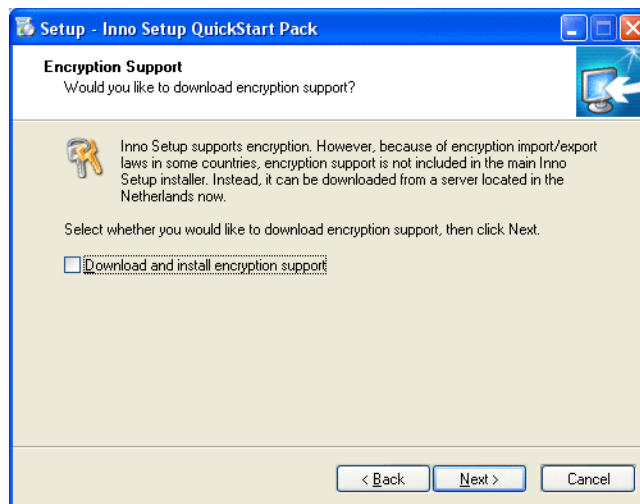 Setup - Inno Setup QuickStart Pack
Encryption Support
Would you like to download encryption support?
Inno Setup supports encryption. However, because of encryption import/export
laws in some countries, encryption support is not included in the main Inno
Setup installer. Instead, it can be downloaded from a server located in the
Netherlands now.
Select whether you would like to download encryption support, then click Next.
Download and install encryption support
< Back
Next >
Cancel